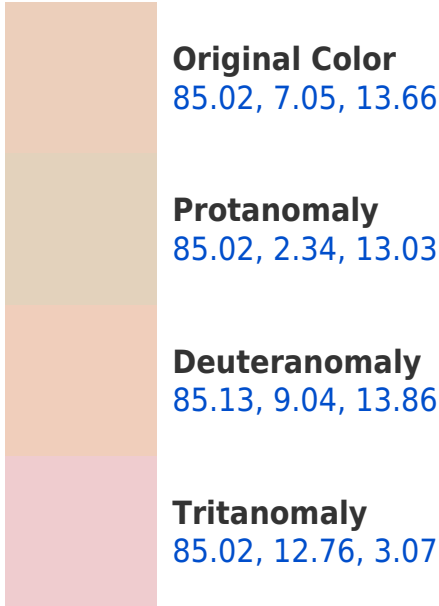 Original Color
85.02, 7.05, 13.66
Protanomaly
85.02, 2.34, 13.03
Deuteranomaly
85.13, 9.04, 13.86
Tritanomaly
85.02, 12.76, 3.07